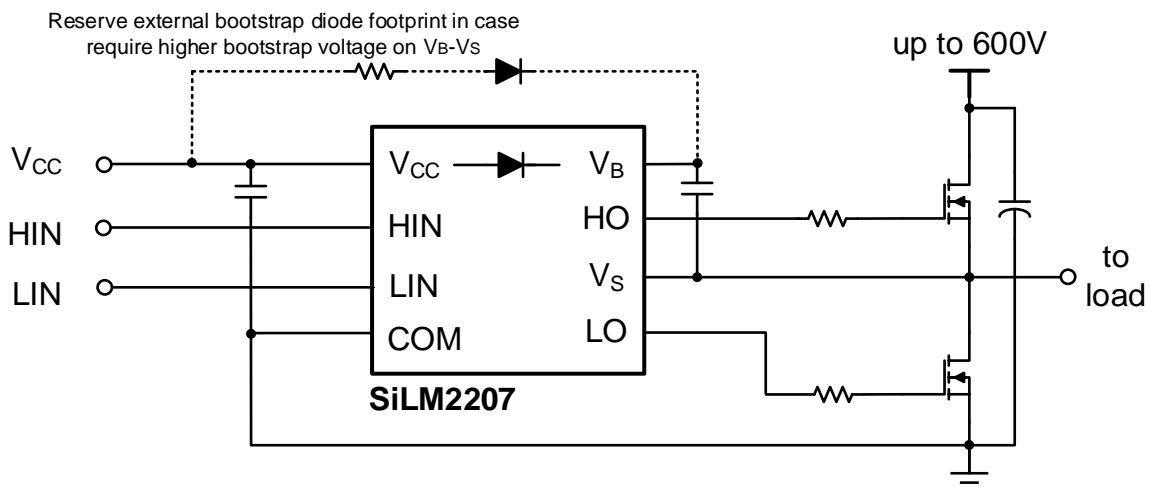 Reserve external bootstrap diode footprint in case
require higher bootstrap voltage on VB-VS
up to 600V
VCC
HIN
LIN
VCC
VB
HIN
HO
LIN
VS
COM
LO
to
load
SiLM2207